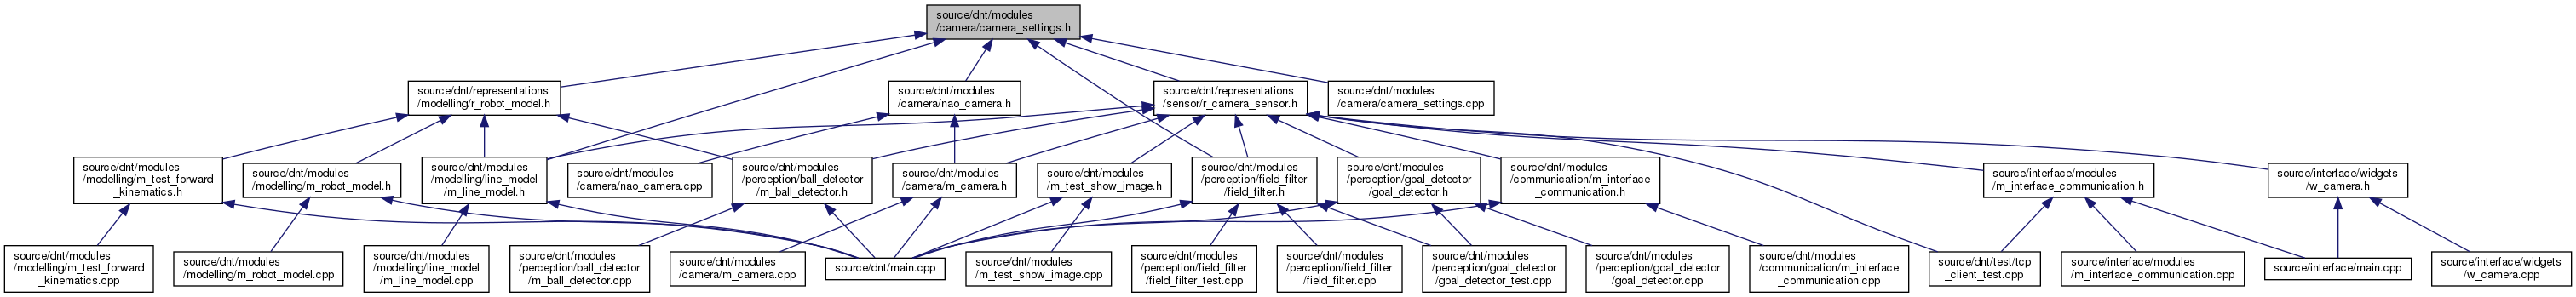 source/dnt/modules
/camera/camera_settings.h
source/dnt/representations
/modelling/r_robot_model.h
source/dnt/modules
/camera/nao_camera.h
source/dnt/representations
/sensor/r_camera_sensor.h
source/dnt/modules
/camera/camera_settings.cpp
source/dnt/modules
/modelling/m_test_forward
_kinematics.h
source/dnt/modules
/modelling/m_robot_model.h
source/dnt/modules
/modelling/line_model
/m_line_model.h
source/dnt/modules
/camera/nao_camera.cpp
source/dnt/modules
/perception/ball_detector
/m_ball_detector.h
source/dnt/modules
/camera/m_camera.h
source/dnt/modules
/m_test_show_image.h
source/dnt/modules
/perception/field_filter
/field_filter.h
source/dnt/modules
/perception/goal_detector
/goal_detector.h
source/dnt/modules
/communication/m_interface
_communication.h
source/interface/modules
/m_interface_communication.h
source/interface/widgets
/w_camera.h
source/dnt/modules
/modelling/m_test_forward
_kinematics.cpp
source/dnt/modules
/modelling/m_robot_model.cpp
source/dnt/modules
/modelling/line_model
/m_line_model.cpp
source/dnt/modules
/perception/ball_detector
/m_ball_detector.cpp
source/dnt/modules
/camera/m_camera.cpp
source/dnt/main.cpp
source/dnt/modules
/m_test_show_image.cpp
source/dnt/modules
/perception/field_filter
/field_filter_test.cpp
source/dnt/modules
/perception/field_filter
/field_filter.cpp
source/dnt/modules
/perception/goal_detector
/goal_detector_test.cpp
source/dnt/modules
/perception/goal_detector
/goal_detector.cpp
source/dnt/modules
/communication/m_interface
_communication.cpp
source/dnt/test/tcp
_client_test.cpp
source/interface/modules
/m_interface_communication.cpp
source/interface/main.cpp
source/interface/widgets
/w_camera.cpp